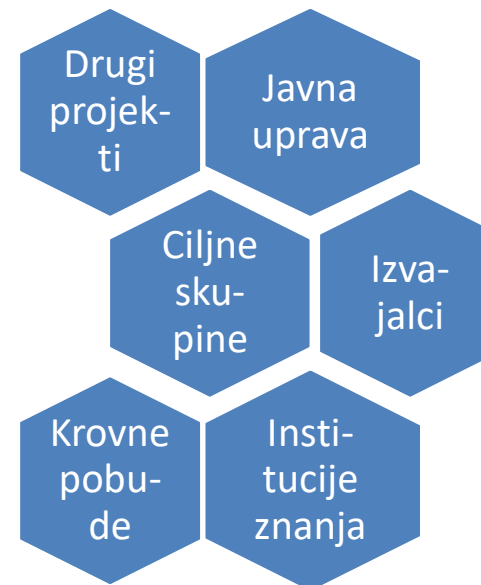 Drugi
projek-
ti
Javna
uprava
Ciljne
sku-
pine
Izva-
jalci
Krovne
pobu-
de
Insti-
tucije
znanja